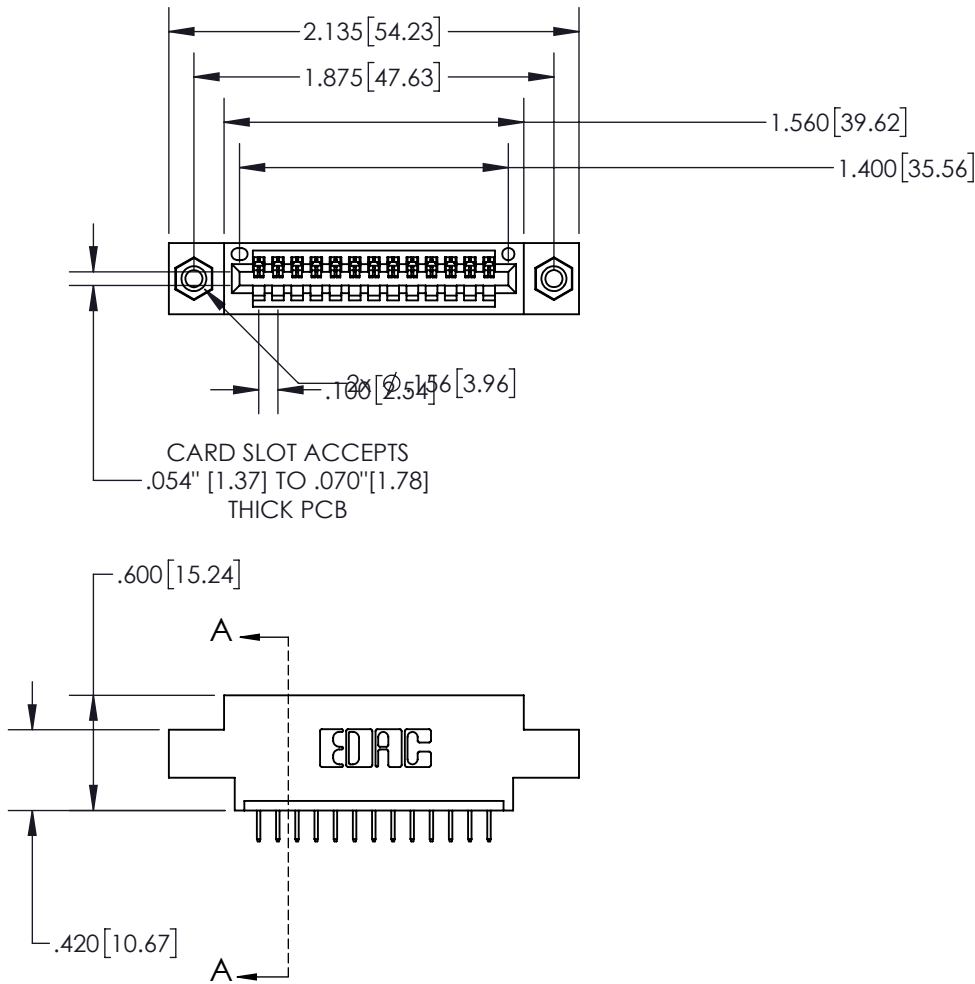 2.135[54.23]
1.875[47.63]
1.560[39.62]
1.400[35.56]
2x Ø .156 [3.96]
.100[2.54]
CARD SLOT ACCEPTS
.054" [1.37] TO .070"[1.78]
THICK PCB
.600[15.24]
A
EDAC
.420[10.67]
A